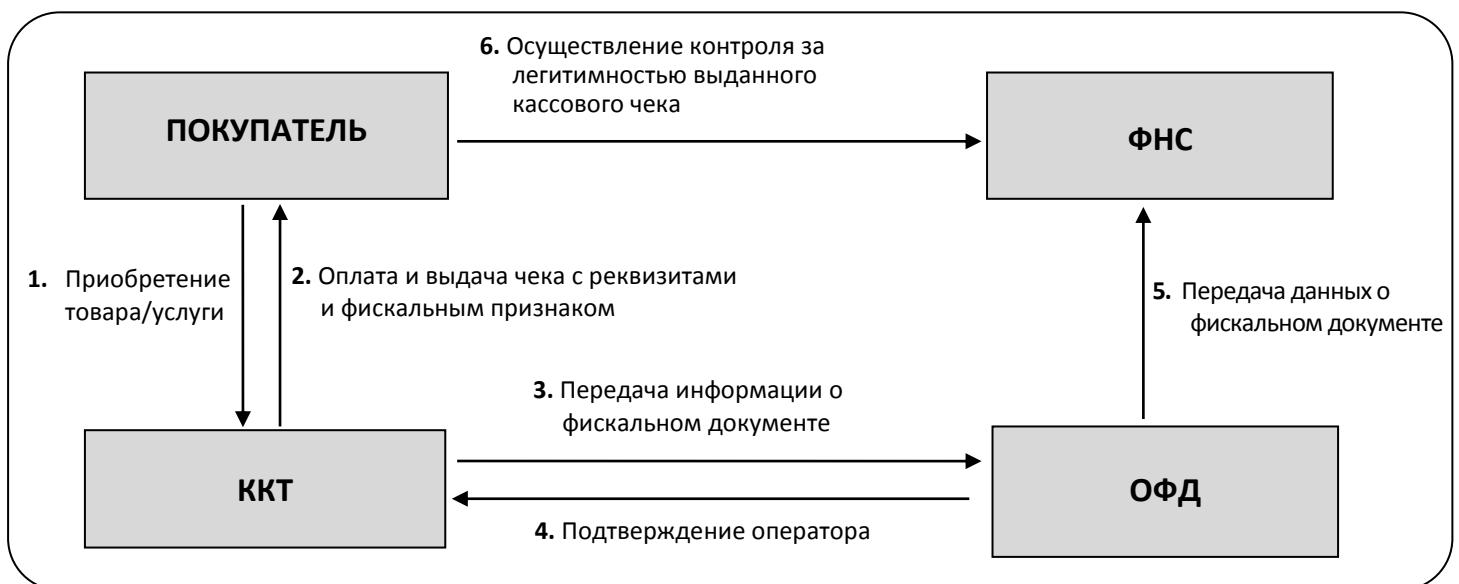 6. Осуществление контроля за
легитимностью выданного
кассового чека
ПОКУПАТЕЛЬ
ФНС
1. Приобретение
товара/услуги
2. Оплата и выдача чека с реквизитами
и фискальным признаком
5. Передача данных о
фискальном документе
3. Передача информации о
фискальном документе
ККТ
ОФД
4. Подтверждение оператора